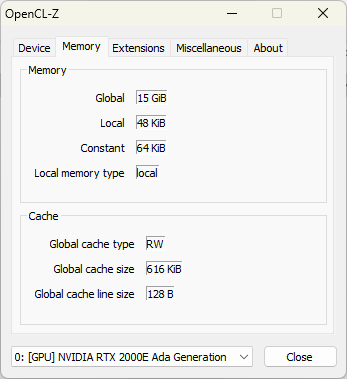 OpenCL-Z
Device Memory Extensions Miscellaneous About
Memory
Global 15 GiB
Local 48 KiB
Constant 64 KiB
Local memory type local
Cache
Global cache type RW
Global cache size 616 KiB
Global cache line size 128 B
0: [GPU] NVIDIA RTX 2000E Ada Generation Close